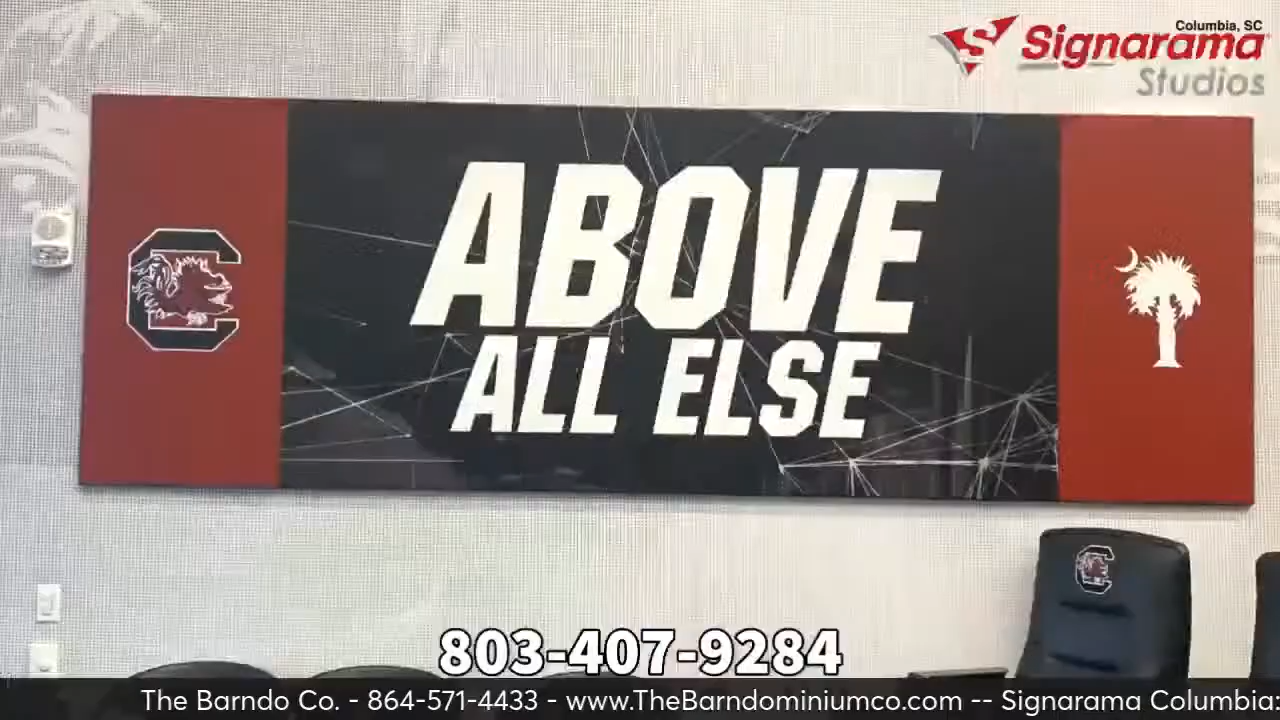 Columbia, SC
Signarama
Studios
ABOVE
ALL ELSE
803-407-9284
The Barndo Co. - 864-571-4433 - www.TheBarndominiumco.com -- Signarama Columbia: